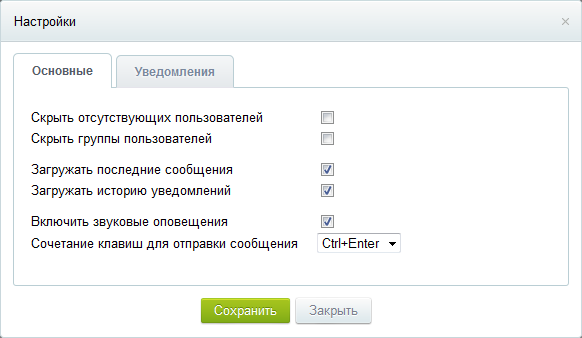 Настройки
Основные
Уведомления
Скрыть отсутствующих пользователей
Скрыть группы пользователей
Загружать последние сообщения
Загружать историю уведомлений
Включить звуковые оповещения
Сочетание клавиш для отправки сообщения Ctrl+Enter
Сохранить
Закрыть